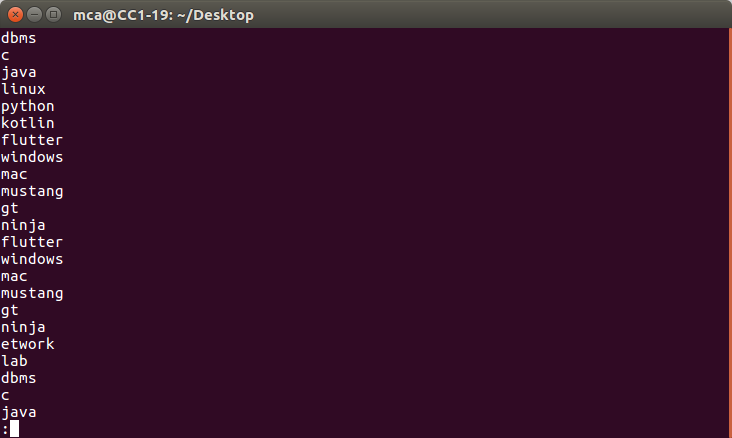 mca@CC1-19: ~/Desktop
dbms
c
java
linux
python
kotlin
flutter
windows
mac
mustang
gt
ninja
flutter
windows
mac
mustang
gt
ninja
etwork
lab
dbms
c
java
: